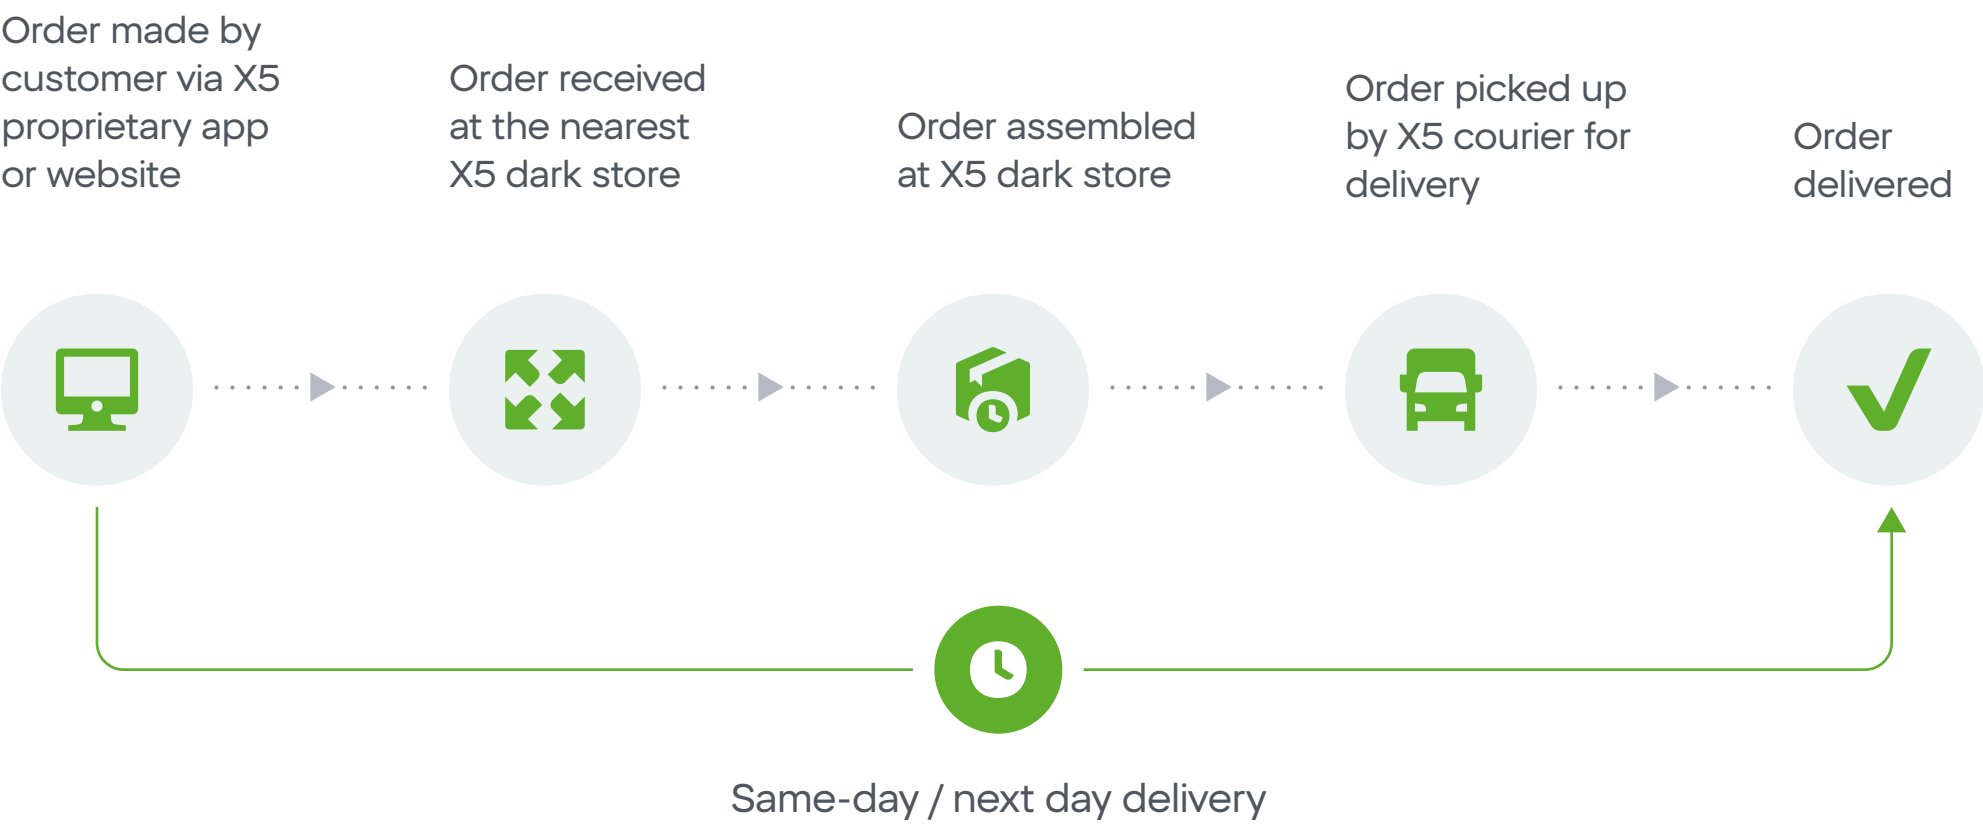 Order made by
customer via X5
proprietary app
or website
Order received
at the nearest
X5 dark store
Order assembled
at X5 dark store
Order picked up
by X5 courier for
delivery
Order
delivered
Same-day / next day delivery